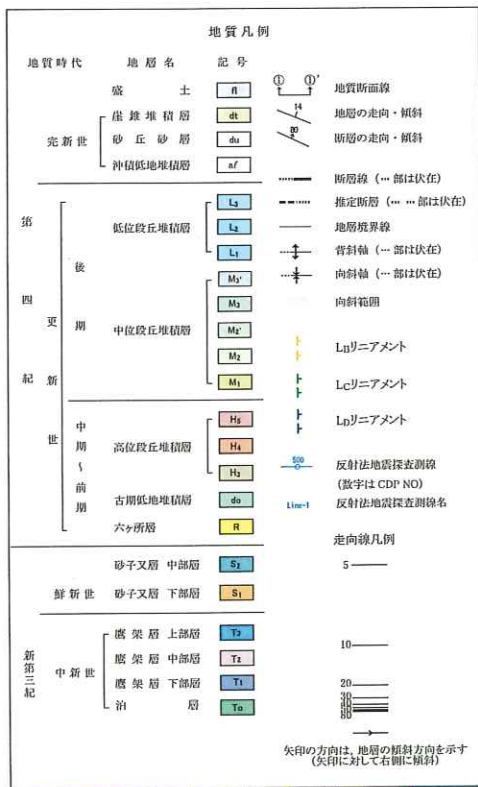 地質凡例
地質時代 地層名 記号
盛土 fl ① ①' 地質断面線
完新世 崖錐堆積層 dt 14 地層の走向・傾斜
砂丘砂層 du 80 断層の走向・傾斜
沖積低地堆積層 af
断層線 (… 部は伏在)
第四紀 更新世 後期 低位段丘堆積層 L3 推定断層 (… … 部は伏在)
L2 地層境界線
L1 背斜軸 (… 部は伏在)
中位段丘堆積層 M3' 向斜軸 (… 部は伏在)
M3 向斜範囲
M2'
M2 LBリニアメント
M1 LCリニアメント
中期~前期 高位段丘堆積層 H5 LDリニアメント
H4
H3 500 反射法地震探査測線
(数字は CDP NO)
古期低地堆積層 do Line-1 反射法地震探査測線名
六ヶ所層 R
走向線凡例
鮮新世 砂子又層 中部層 S2 5
砂子又層 下部層 S1
新第三紀 中新世 鷹架層 上部層 T3 10
鷹架層 中部層 T2
鷹架層 下部層 T1 20
泊層 To 30
80
矢印の方向は、地層の傾斜方向を示す
(矢印に対して右側に傾斜)